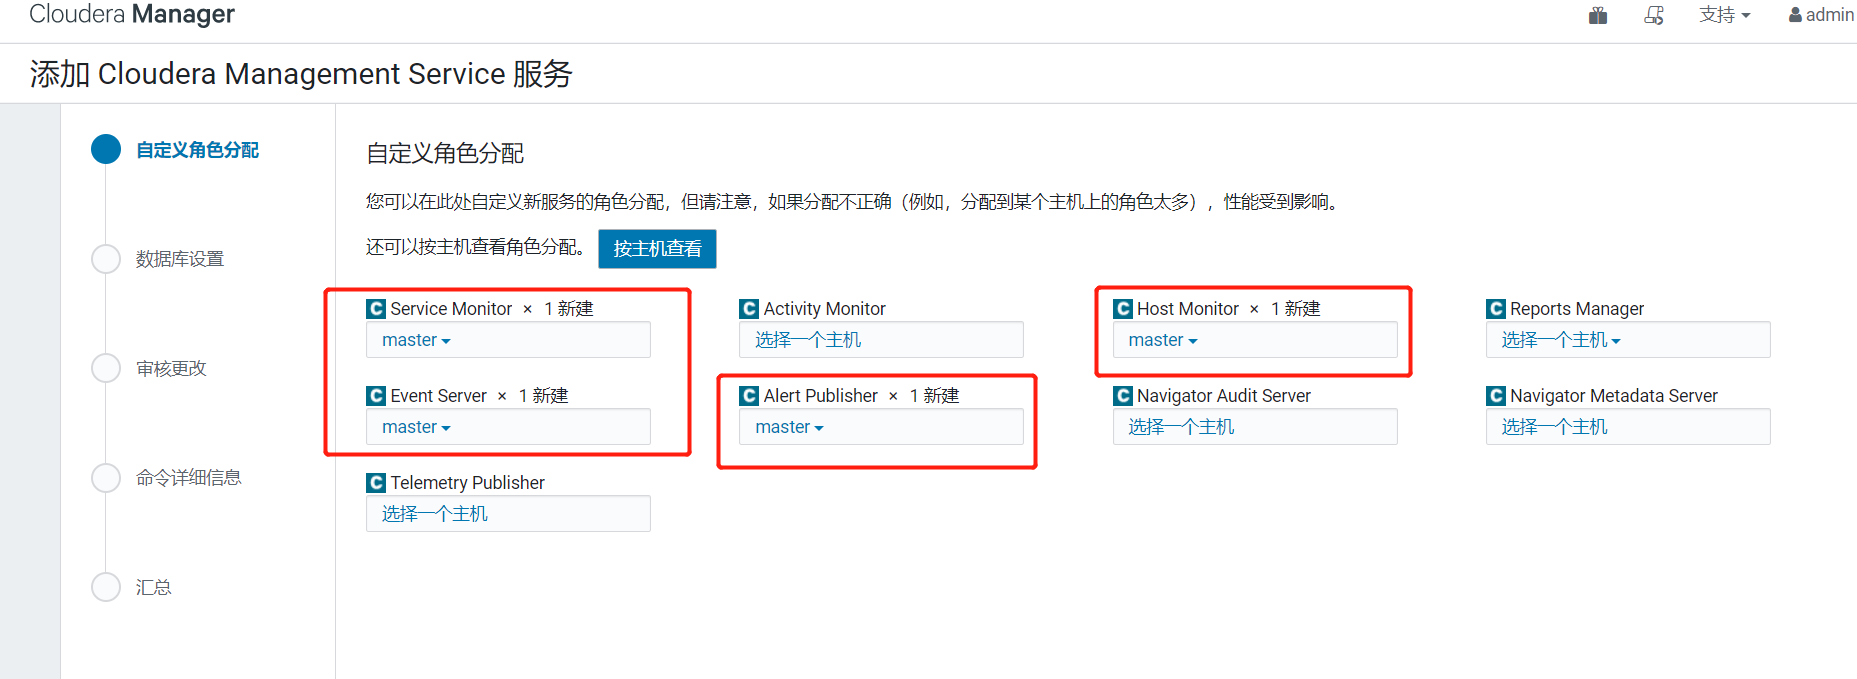 Cloudera Manager
支持
admin
添加 Cloudera Management Service 服务
自定义角色分配
数据库设置
审核更改
命令详细信息
汇总
自定义角色分配
您可以在此处自定义新服务的角色分配，但请注意，如果分配不正确（例如，分配到某个主机上的角色太多），性能受到影响。
还可以按主机查看角色分配。 按主机查看
C Service Monitor × 1 新建
master
C Activity Monitor
选择一个主机
C Host Monitor × 1 新建
master
C Reports Manager
选择一个主机
C Event Server × 1 新建
master
C Alert Publisher × 1 新建
master
C Navigator Audit Server
选择一个主机
C Navigator Metadata Server
选择一个主机
C Telemetry Publisher
选择一个主机